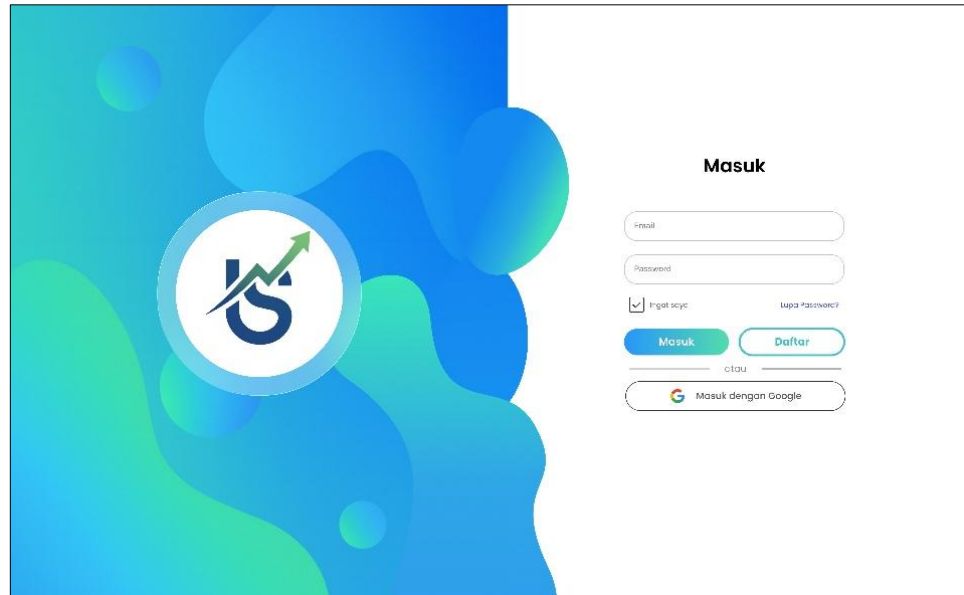 Masuk
Email
Password
Ingat saya
Lupa Password?
Masuk
Daftar
atau
Masuk dengan Google